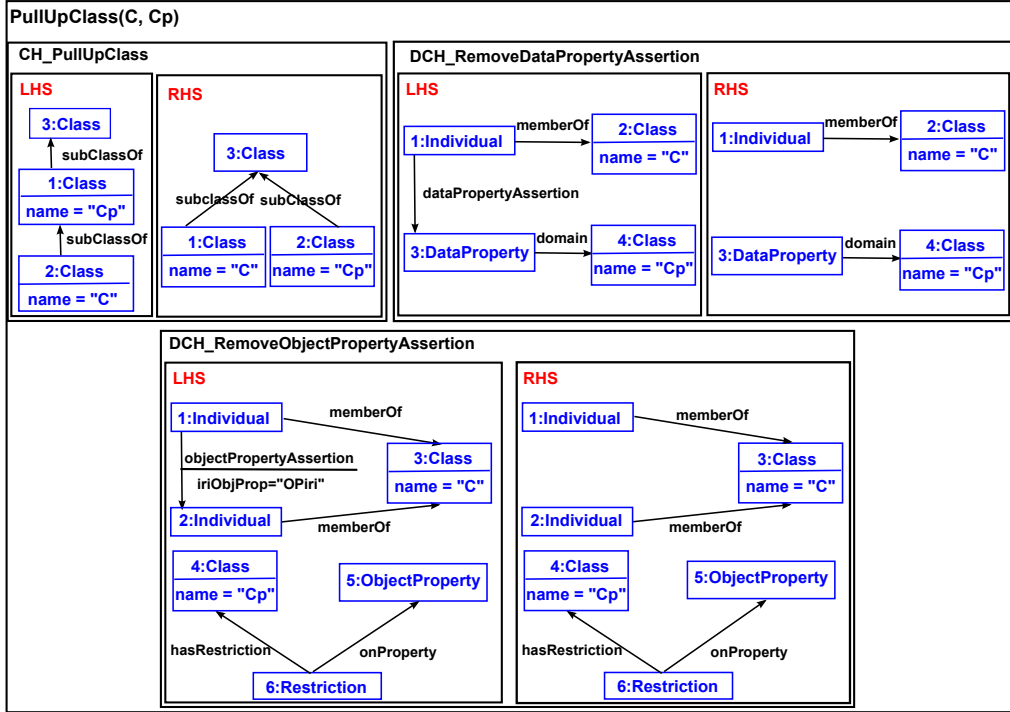 PullUpClass(C, Cp)
CH_PullUpClass
LHS
3:Class
subClassOf
1:Class
name = "Cp"
subClassOf
2:Class
name = "C"
RHS
3:Class
subclassOf
subClassOf
1:Class
name = "C"
2:Class
name = "Cp"
DCH_RemoveDataPropertyAssertion
LHS
1:Individual
memberOf
2:Class
name = "C"
dataPropertyAssertion
3:DataProperty
domain
4:Class
name = "Cp"
RHS
1:Individual
memberOf
2:Class
name = "C"
3:DataProperty
domain
4:Class
name = "Cp"
DCH_RemoveObjectPropertyAssertion
LHS
1:Individual
memberOf
objectPropertyAssertion
iriObjProp="OPiri"
3:Class
name = "C"
2:Individual
memberOf
4:Class
name = "Cp"
5:ObjectProperty
hasRestriction
onProperty
6:Restriction
RHS
1:Individual
memberOf
3:Class
name = "C"
2:Individual
memberOf
4:Class
name = "Cp"
5:ObjectProperty
hasRestriction
onProperty
6:Restriction